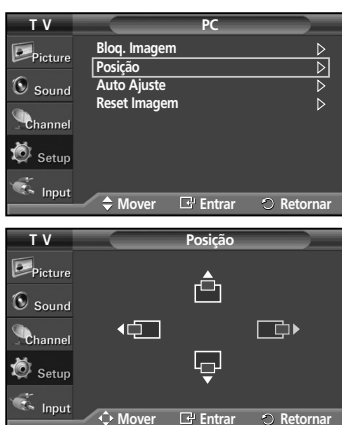 T V
PC
Picture
Sound
Channel
Setup
Input
Bloq. Imagem
Posição
Auto Ajuste
Reset Imagem
Mover Entrar Retornar
T V
Posição
Picture
Sound
Channel
Setup
Input
Mover Entrar Retornar